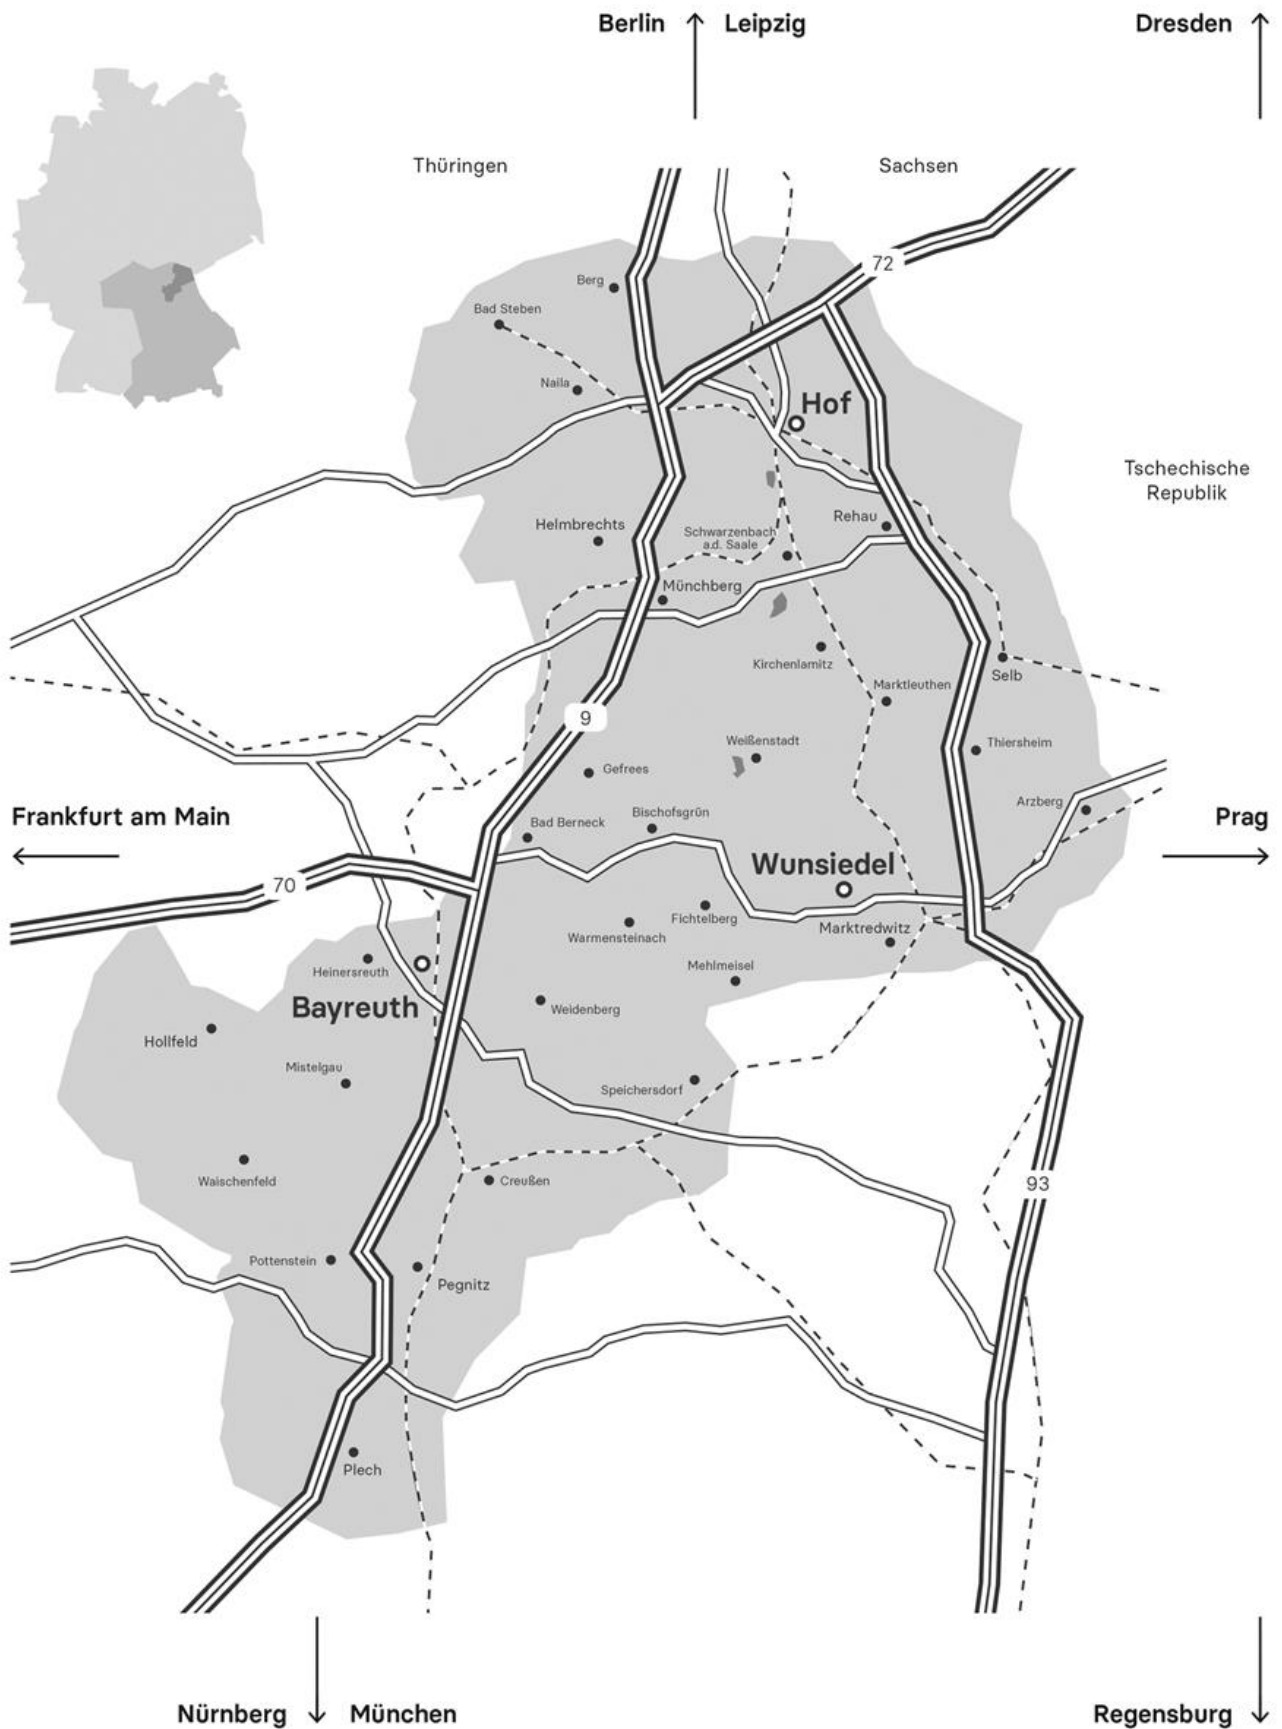 Berlin
Leipzig
Dresden
Thüringen
Sachsen
72
Berg
Bad Steben
Naila
Hof
Tschechische
Republik
Helmbrechts
Rehau
Schwarzenbach
a.d. Saale
Münchberg
Kirchenlamitz
Selb
Marktleuthen
9
Weißenstadt
Thiersheim
Gefrees
Arzberg
Frankfurt am Main
Bad Berneck
Bischofsgrün
Prag
Wunsiedel
70
Fichtelberg
Warmensteinach
Marktredwitz
Heinersreuth
Mehlmeisel
Bayreuth
Weidenberg
Hollfeld
Mistelgau
Speichersdorf
Waischenfeld
Creußen
93
Pottenstein
Pegnitz
Plech
Nürnberg
München
Regensburg